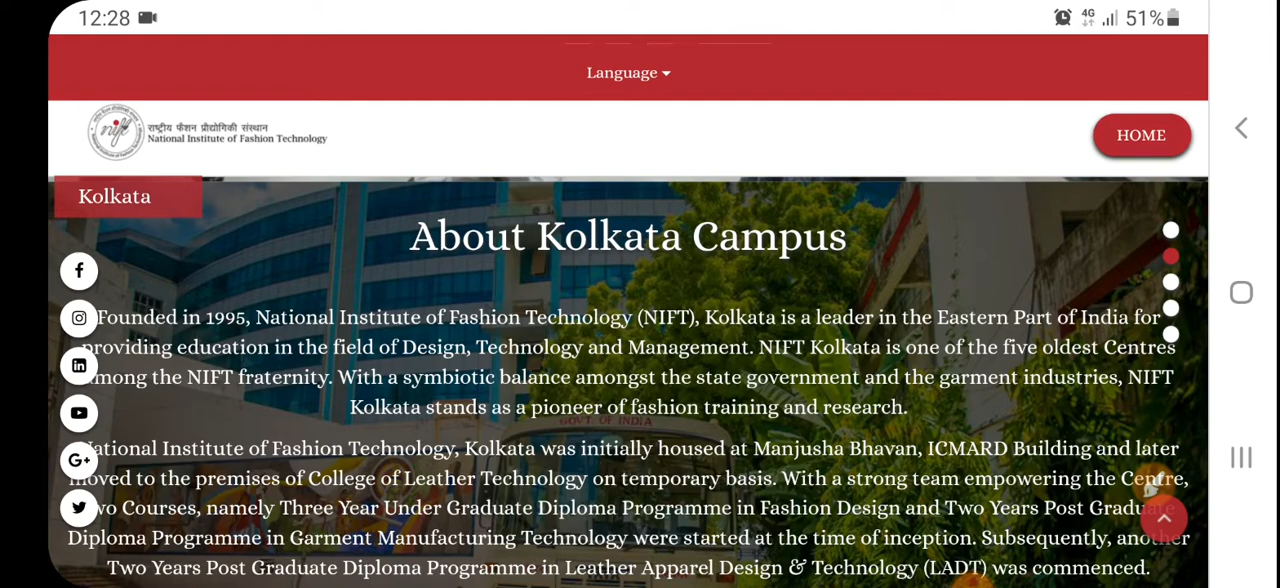 12:28
4G 51%
Language
राष्ट्रीय फैशन प्रौद्योगिकी संस्थान
National Institute of Fashion Technology
nift
HOME
Kolkata
About Kolkata Campus
Founded in 1995, National Institute of Fashion Technology (NIFT), Kolkata is a leader in the Eastern Part of India for
providing education in the field of Design, Technology and Management. NIFT Kolkata is one of the five oldest Centres
among the NIFT fraternity. With a symbiotic balance amongst the state government and the garment industries, NIFT
Kolkata stands as a pioneer of fashion training and research.
National Institute of Fashion Technology, Kolkata was initially housed at Manjusha Bhavan, ICMARD Building and later
moved to the premises of College of Leather Technology on temporary basis. With a strong team empowering the Centre,
Two Courses, namely Three Year Under Graduate Diploma Programme in Fashion Design and Two Years Post Graduate
Diploma Programme in Garment Manufacturing Technology were started at the time of inception. Subsequently, another
Two Years Post Graduate Diploma Programme in Leather Apparel Design & Technology (LADT) was commenced.
GOVT. OF INDIA